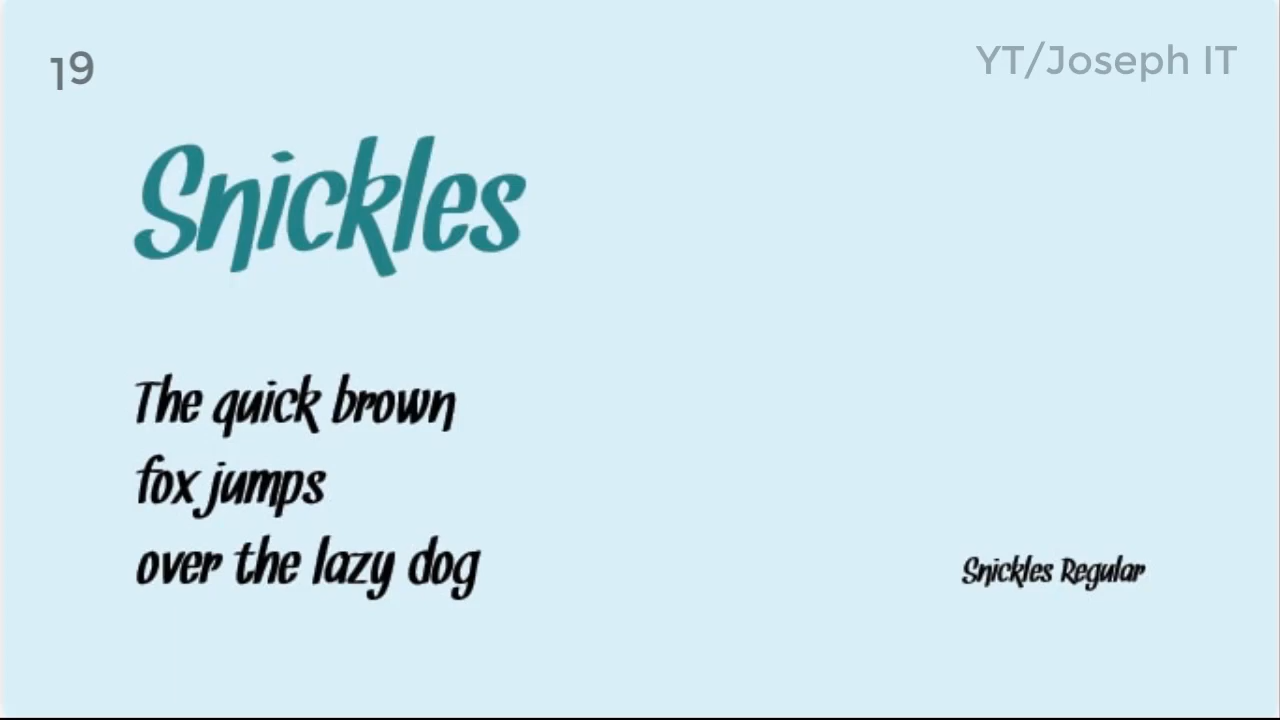 19
YT/Joseph IT
Snickles
The quick brown
fox jumps
over the lazy dog
Snickles Regular